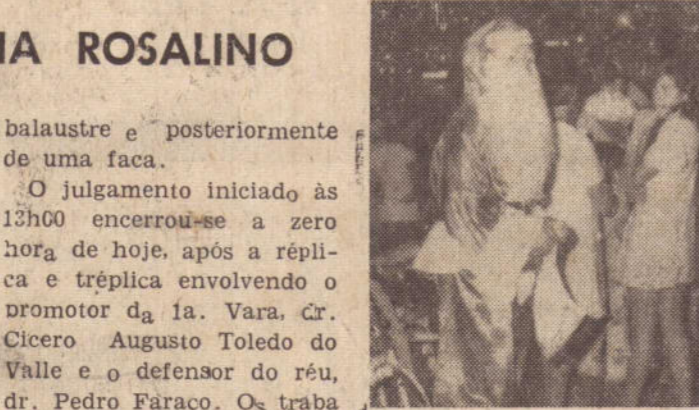 IA ROSALINO
balaustre e posteriormente
de uma faca.
O julgamento iniciado às
13h00 encerrou-se a zero
hora de hoje, após a répli-
ca e tréplica envolvendo o
promotor da 1a. Vara, dr.
Cicero Augusto Toledo do
Valle e o defensor do réu,
dr. Pedro Faraco. Os traba